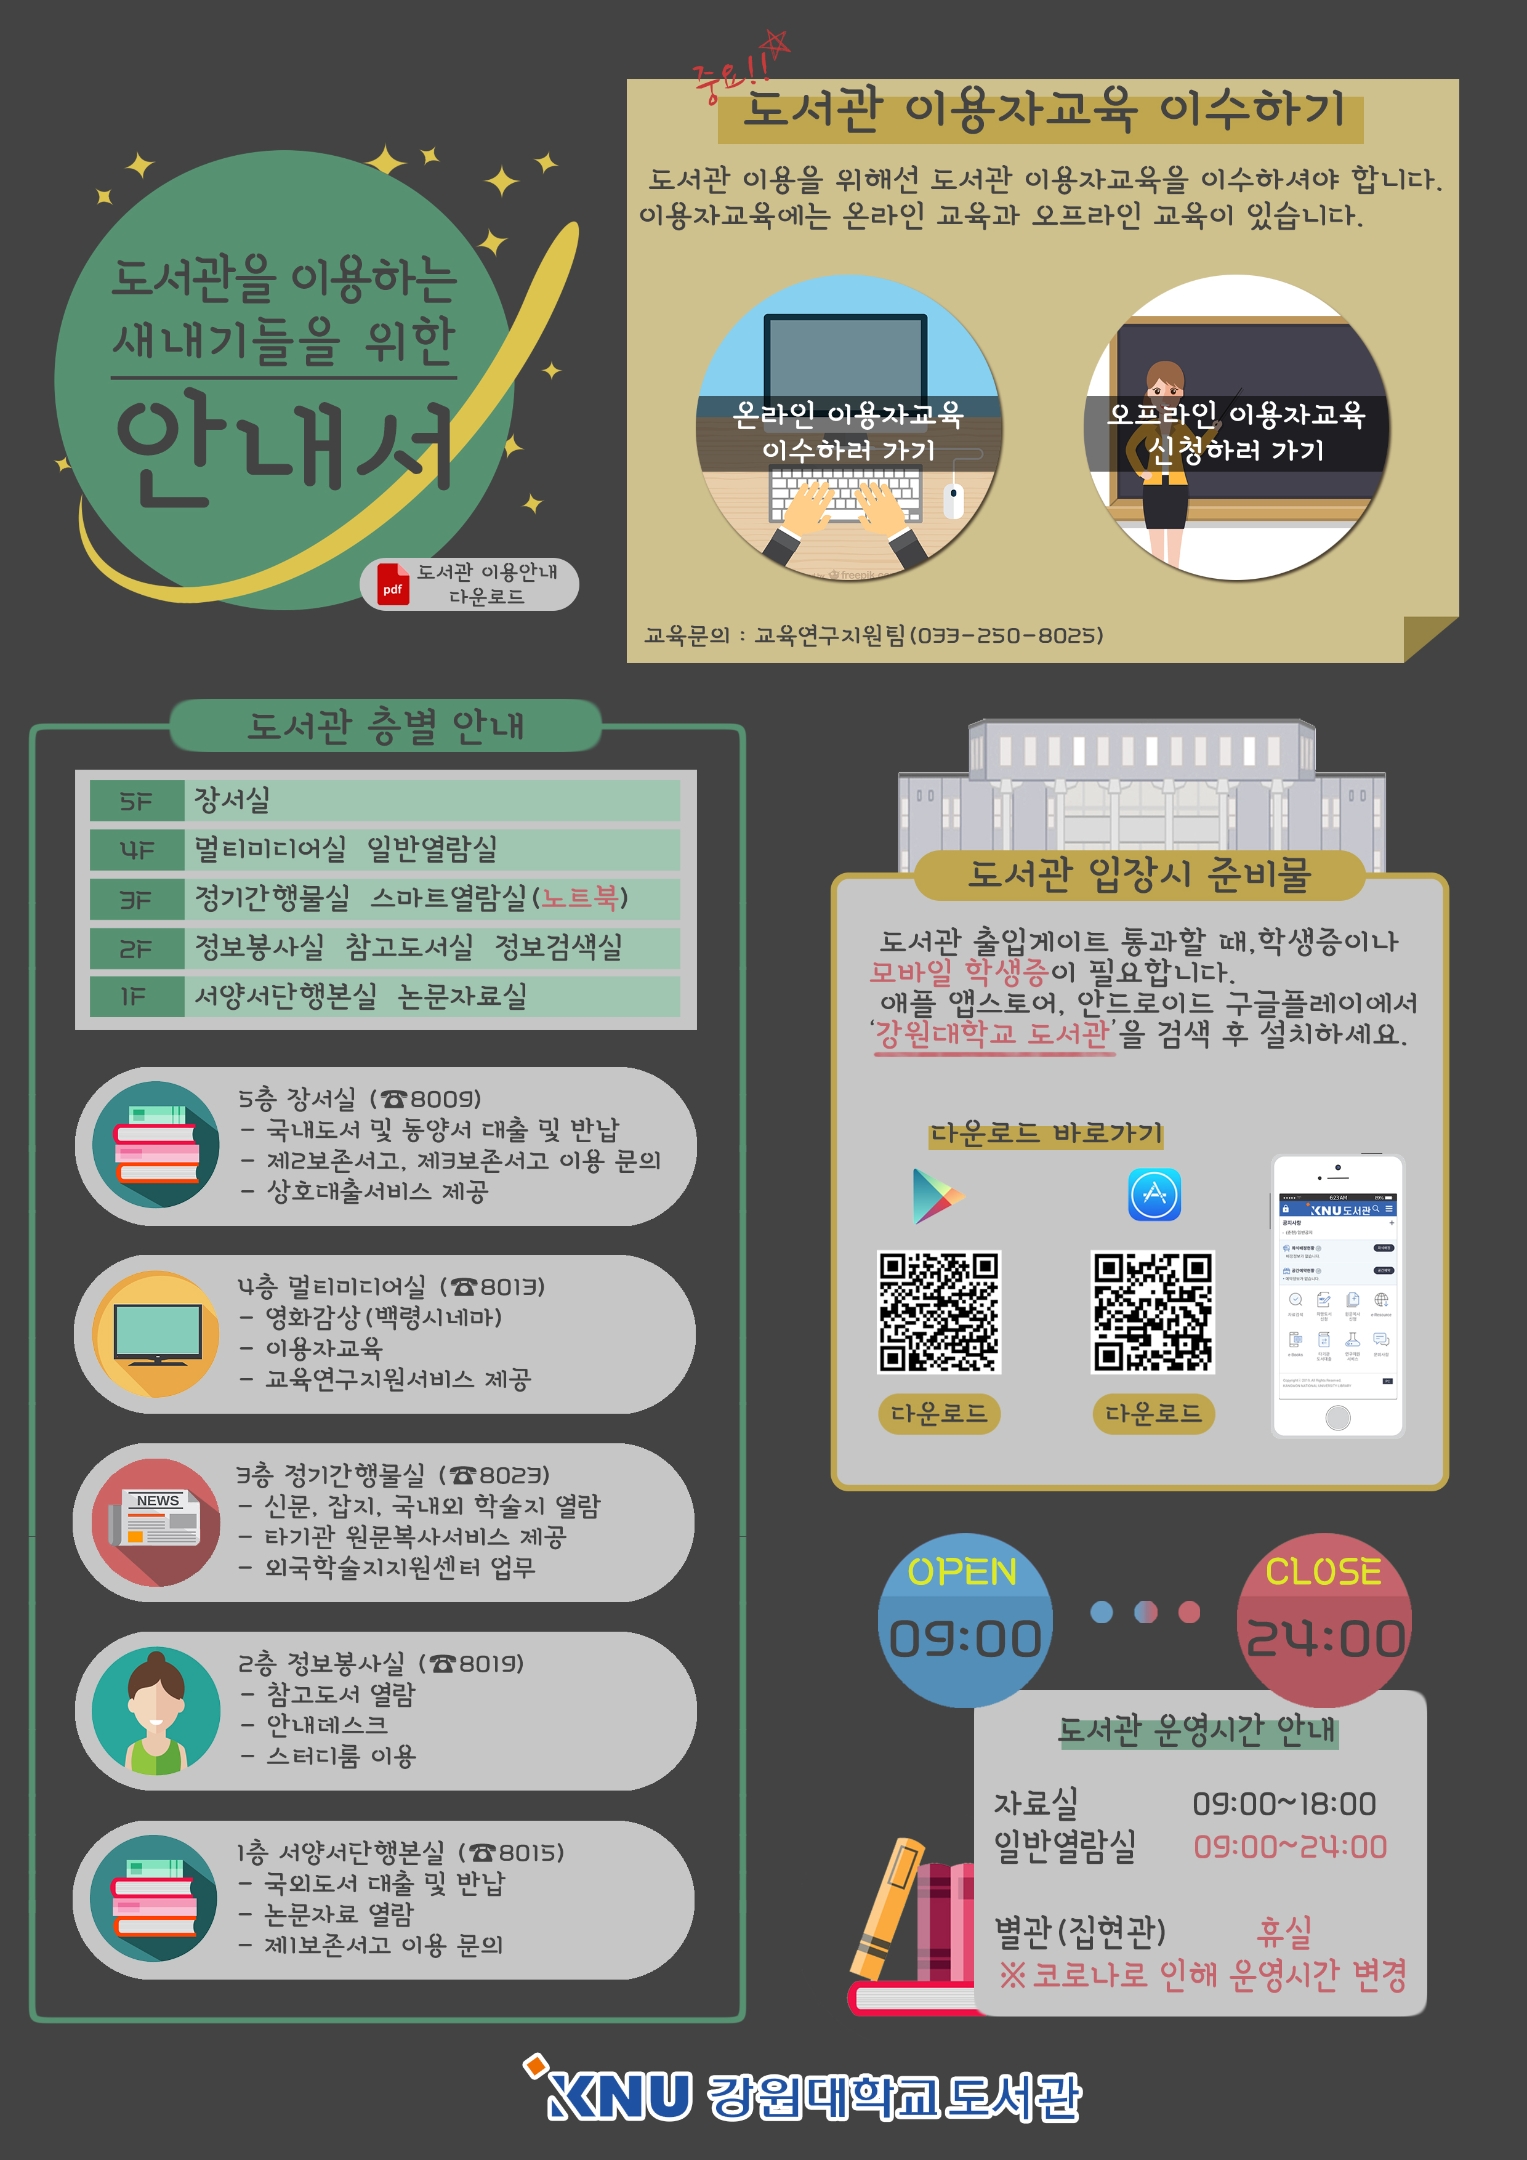 중요!!
도서관 이용자교육 이수하기
도서관 이용을 위해선 도서관 이용자교육을 이수하셔야 합니다.
이용자교육에는 온라인 교육과 오프라인 교육이 있습니다.
온라인 이용자교육
이수하러 가기
freepik
오프라인 이용자교육
신청하러 가기
교육문의 : 교육연구지원팀(033-250-8025)
도서관을 이용하는
새내기들을 위한
안내서
pdf
도서관 이용안내
다운로드
도서관 층별 안내
5F 장서실
4F 멀티미디어실 일반열람실
3F 정기간행물실 스마트열람실(노트북)
2F 정보봉사실 참고도서실 정보검색실
1F 서양서단행본실 논문자료실
5층 장서실 (☎8009)
- 국내도서 및 동양서 대출 및 반납
- 제2보존서고, 제3보존서고 이용 문의
- 상호대출서비스 제공
4층 멀티미디어실 (☎8013)
- 영화감상(백령시네마)
- 이용자교육
- 교육연구지원서비스 제공
NEWS
3층 정기간행물실 (☎8023)
- 신문, 잡지, 국내외 학술지 열람
- 타기관 원문복사서비스 제공
- 외국학술지지원센터 업무
2층 정보봉사실 (☎8019)
- 참고도서 열람
- 안내데스크
- 스터디룸 이용
1층 서양서단행본실 (☎8015)
- 국외도서 대출 및 반납
- 논문자료 열람
- 제1보존서고 이용 문의
도서관 입장시 준비물
도서관 출입게이트 통과할 때,학생증이나
모바일 학생증이 필요합니다.
애플 앱스토어, 안드로이드 구글플레이에서
‘강원대학교 도서관’을 검색 후 설치하세요.
다운로드 바로가기
다운로드
다운로드
KNU 도서관
공지사항
OPEN
09:00
CLOSE
24:00
도서관 운영시간 안내
자료실 09:00~18:00
일반열람실 09:00~24:00
별관(집현관) 휴실
※ 코로나로 인해 운영시간 변경
KNU 강원대학교도서관